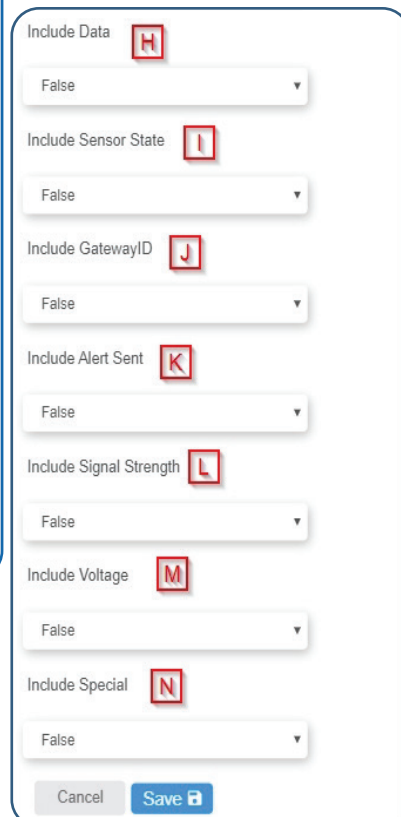 Include Data H
False
Include Sensor State I
False
Include GatewayID J
False
Include Alert Sent K
False
Include Signal Strength L
False
Include Voltage M
False
Include Special N
False
Cancel Save